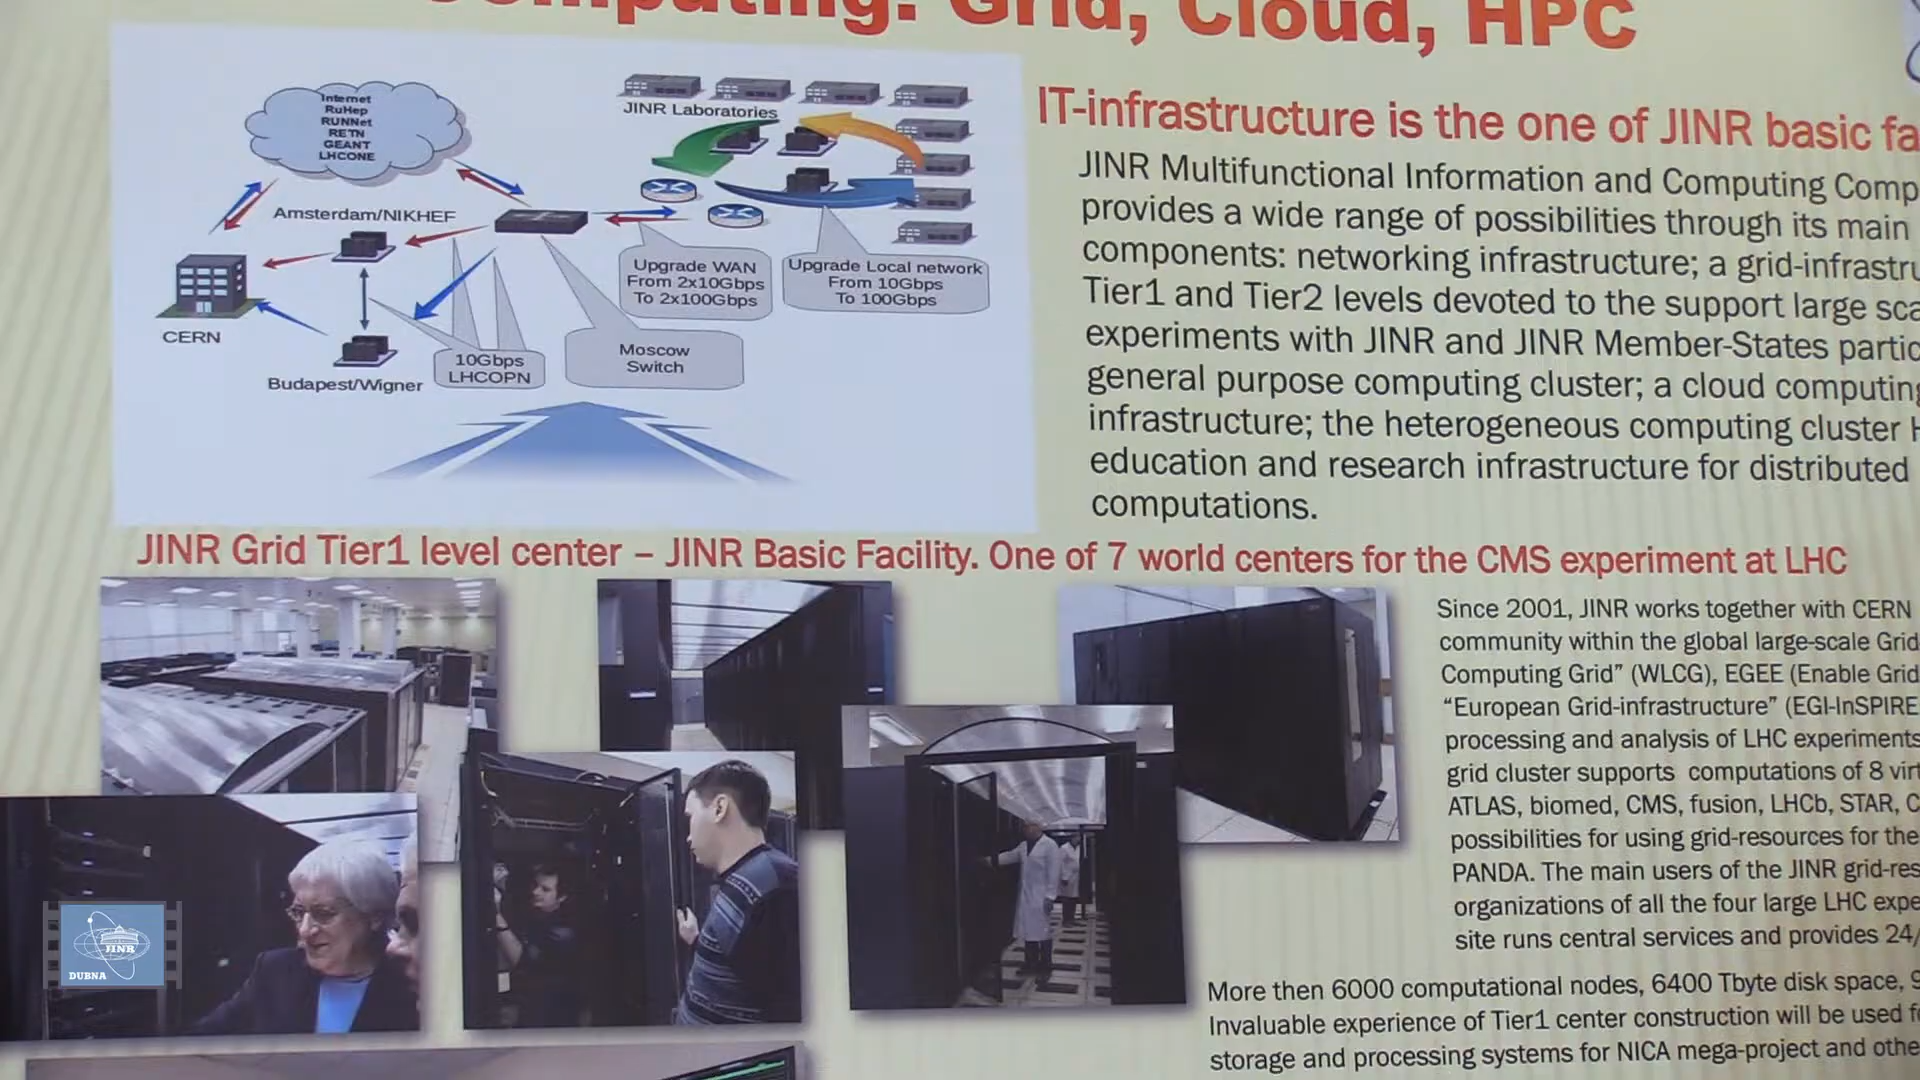 Computing: Grid, Cloud, HPC
Internet
RuHep
RUNNet
RETN
GEANT
LHCONE
JINR Laboratories
Amsterdam/NIKHEF
CERN
Budapest/Wigner
10Gbps
LHCOPN
Moscow
Switch
Upgrade WAN
From 2x10Gbps
To 2x100Gbps
Upgrade Local network
From 10Gbps
To 100Gbps
IT-infrastructure is the one of JINR basic fa
JINR Multifunctional Information and Computing Comp
provides a wide range of possibilities through its main
components: networking infrastructure; a grid-infrastru
Tier1 and Tier2 levels devoted to the support large sca
experiments with JINR and JINR Member-States partic
general purpose computing cluster; a cloud computing
infrastructure; the heterogeneous computing cluster H
education and research infrastructure for distributed
computations.
JINR Grid Tier1 level center – JINR Basic Facility. One of 7 world centers for the CMS experiment at LHC
Since 2001, JINR works together with CERN
community within the global large-scale Grid
Computing Grid” (WLCG), EGEE (Enable Grid
“European Grid-infrastructure” (EGI-InSPIRE
processing and analysis of LHC experiments
grid cluster supports computations of 8 virt
ATLAS, biomed, CMS, fusion, LHCb, STAR, C
possibilities for using grid-resources for the
PANDA. The main users of the JINR grid-res
organizations of all the four large LHC expe
site runs central services and provides 24/
More then 6000 computational nodes, 6400 Tbyte disk space, 9
Invaluable experience of Tier1 center construction will be used fo
storage and processing systems for NICA mega-project and othe
JINR
DUBNA